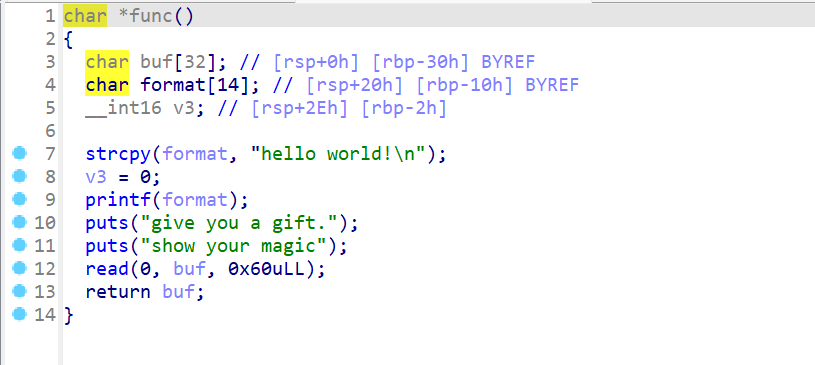 1 char *func()
2 {
3 char buf[32]; // [rsp+0h] [rbp-30h] BYREF
4 char format[14]; // [rsp+20h] [rbp-10h] BYREF
5 __int16 v3; // [rsp+2Eh] [rbp-2h]
6
7 strcpy(format, "hello world!\n");
8 v3 = 0;
9 printf(format);
10 puts("give you a gift.");
11 puts("show your magic");
12 read(0, buf, 0x60uLL);
13 return buf;
14 }